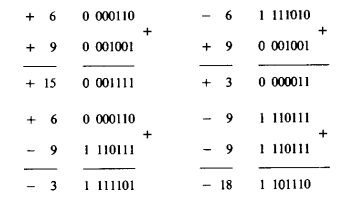 + 6 0 000110 − 6 1 111010
+ +
+ 9 0 001001 + 9 0 001001
+ 15 0 001111 + 3 0 000011
+ 6 0 000110 − 9 1 110111
+ +
− 9 1 110111 − 9 1 110111
− 3 1 111101 − 18 1 101110